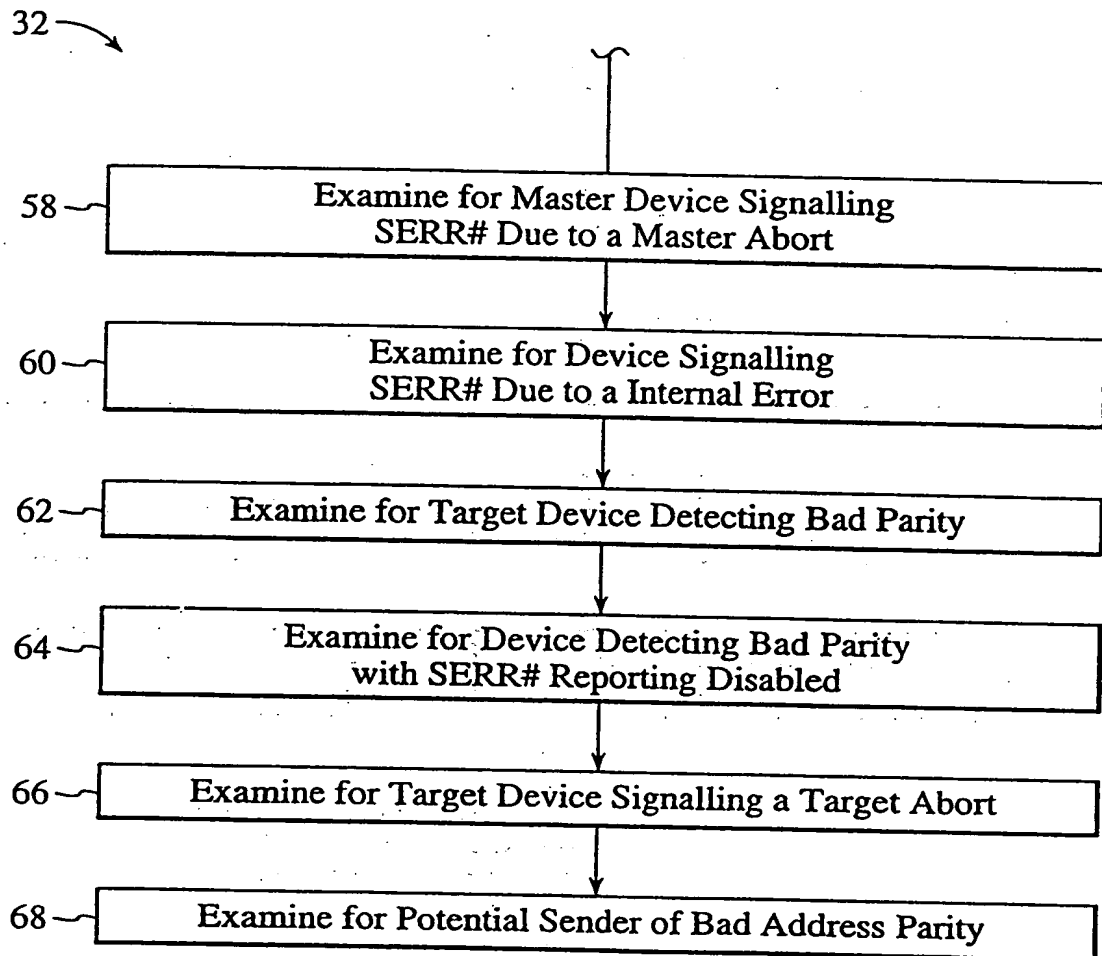 32
58
Examine for Master Device Signalling
SERR# Due to a Master Abort
60
Examine for Device Signalling
SERR# Due to a Internal Error
62
Examine for Target Device Detecting Bad Parity
64
Examine for Device Detecting Bad Parity
with SERR# Reporting Disabled
66
Examine for Target Device Signalling a Target Abort
68
Examine for Potential Sender of Bad Address Parity